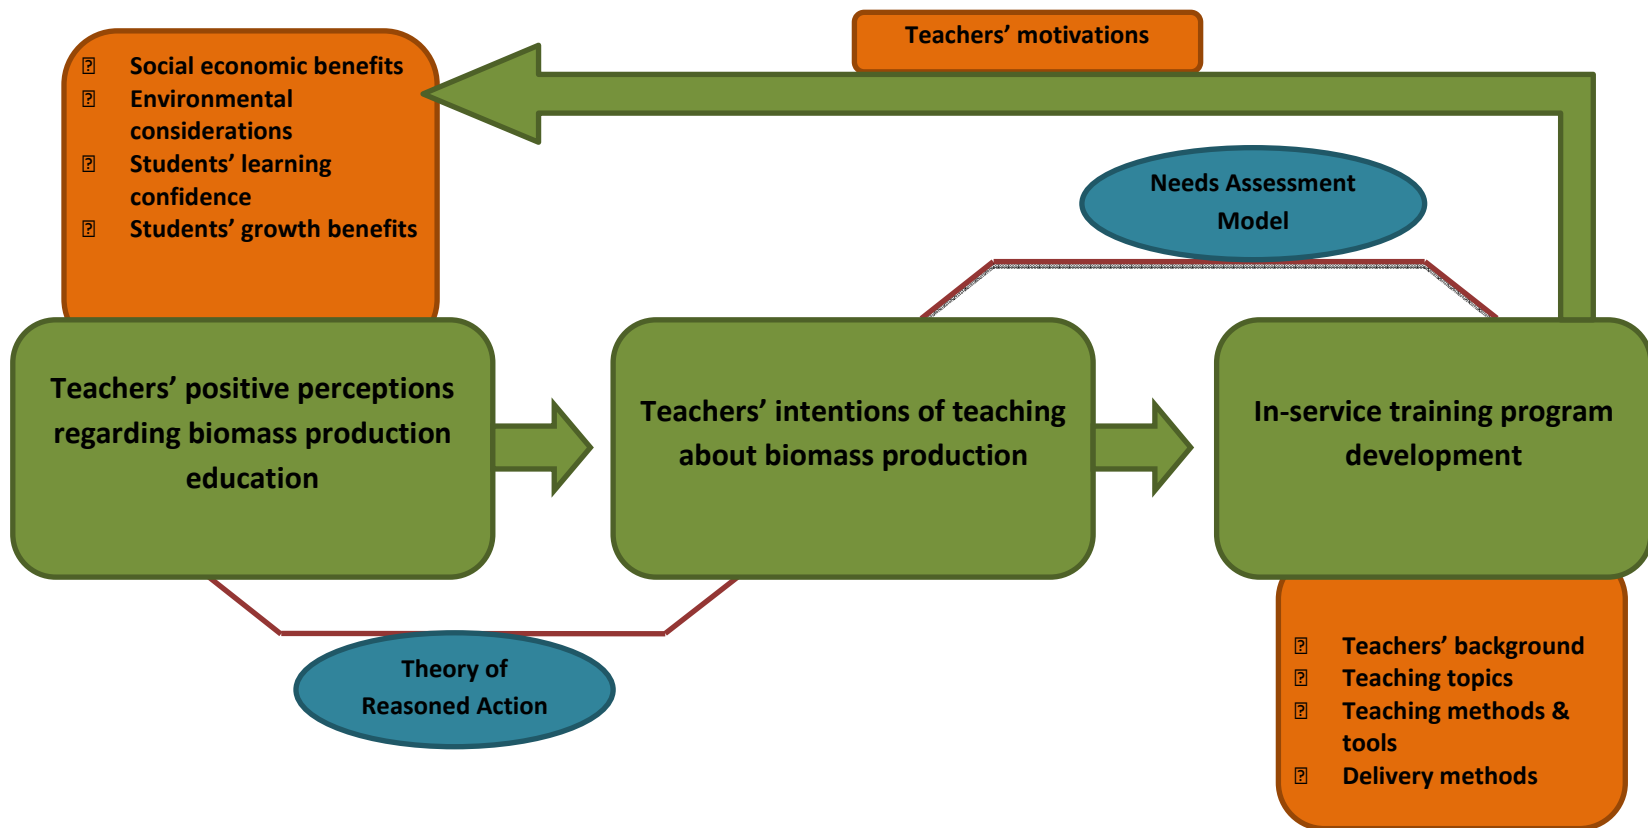 Teachers’ motivations
Social economic benefits
Environmental
considerations
Students’ learning
confidence
Students’ growth benefits
Needs Assessment
Model
Teachers’ positive perceptions
regarding biomass production
education
Teachers’ intentions of teaching
about biomass production
In-service training program
development
Theory of
Reasoned Action
Teachers’ background
Teaching topics
Teaching methods &
tools
Delivery methods